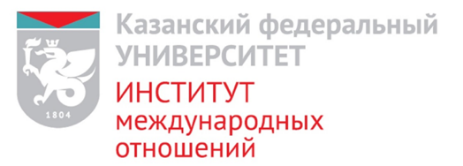 Казанский федеральный
УНИВЕРСИТЕТ
ИНСТИТУТ
международных
отношений
1804